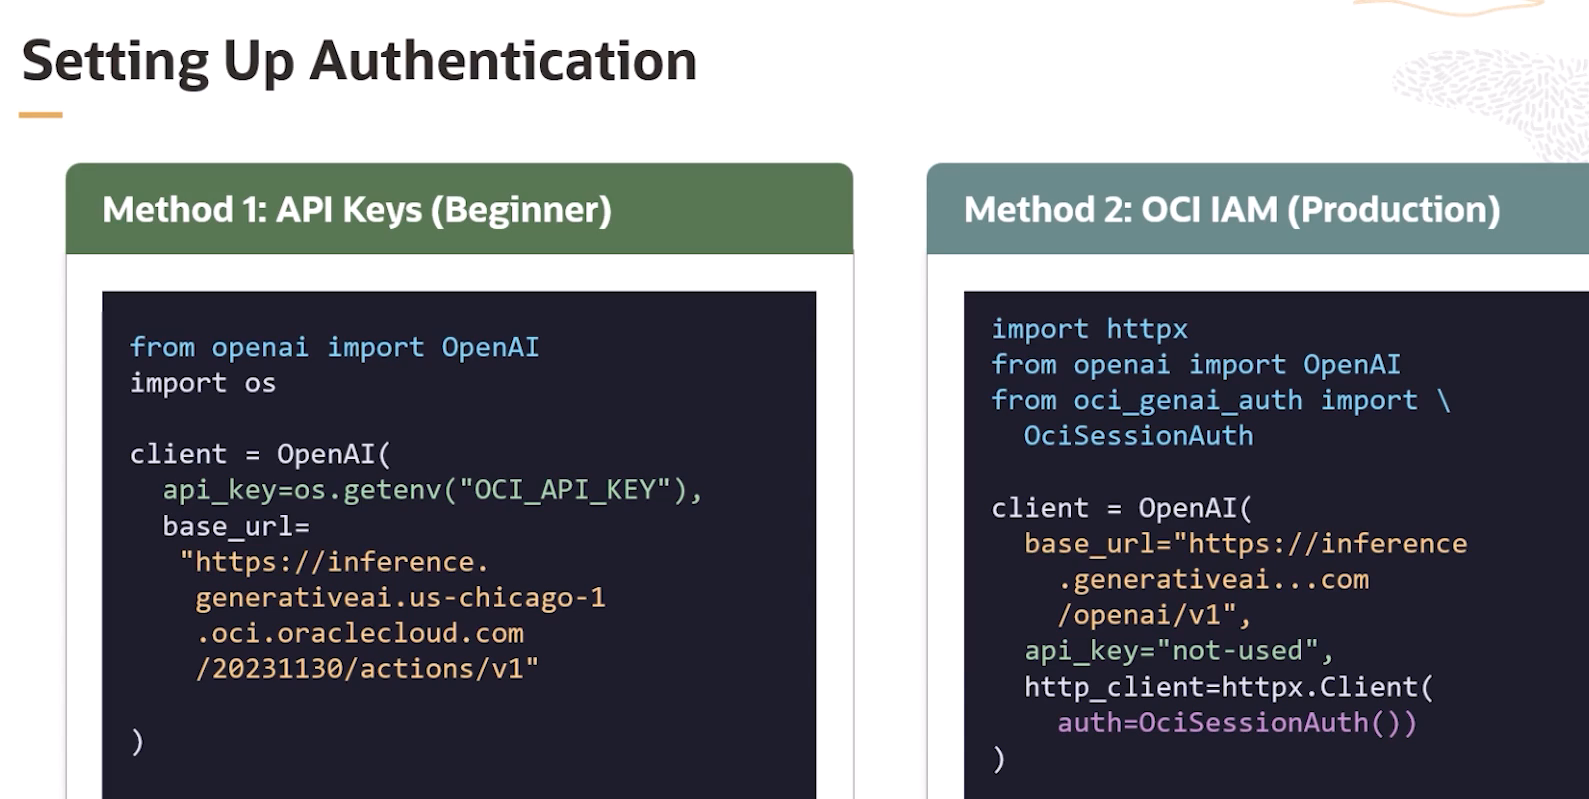 Setting Up Authentication
Method 1: API Keys (Beginner)
from openai import OpenAI
import os
client = OpenAI(
api_key=os.getenv("OCI_API_KEY"),
base_url=
"https://inference.
generativeai.us-chicago-1
.oci.oraclecloud.com
/20231130/actions/v1"
)
Method 2: OCI IAM (Production)
import httpx
from openai import OpenAI
from oci_genai_auth import \
OciSessionAuth
client = OpenAI(
base_url="https://inference
.generativeai...com
/openai/v1",
api_key="not-used",
http_client=httpx.Client(
auth=OciSessionAuth())
)